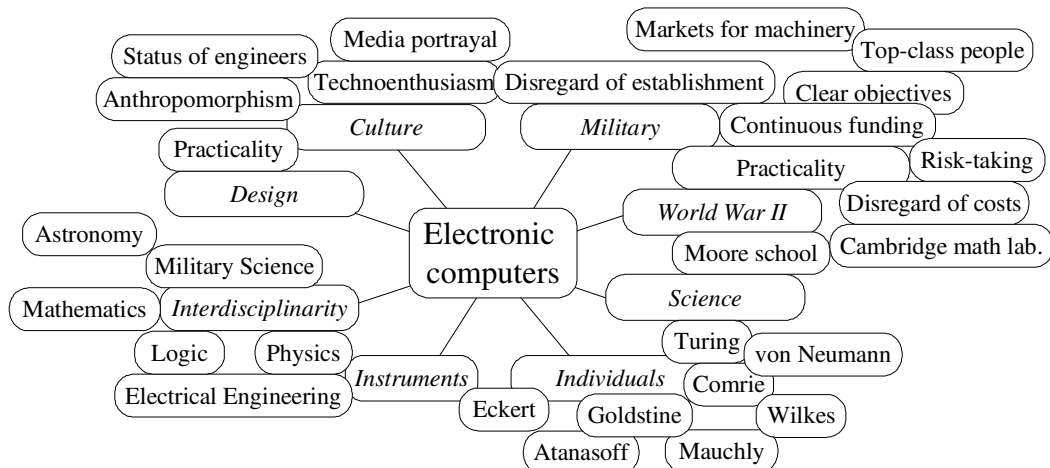 Markets for machinery
Media portrayal
Top-class people
Status of engineers
Technoenthusiasm
Disregard of establishment
Clear objectives
Anthropomorphism
Culture
Military
Continuous funding
Practicality
Practicality
Risk-taking
Design
World War II
Disregard of costs
Electronic
computers
Astronomy
Moore school
Cambridge math lab.
Military Science
Science
Mathematics
Interdisciplinarity
Turing
von Neumann
Logic
Physics
Instruments
Individuals
Comrie
Electrical Engineering
Eckert
Goldstine
Wilkes
Atanasoff
Mauchly